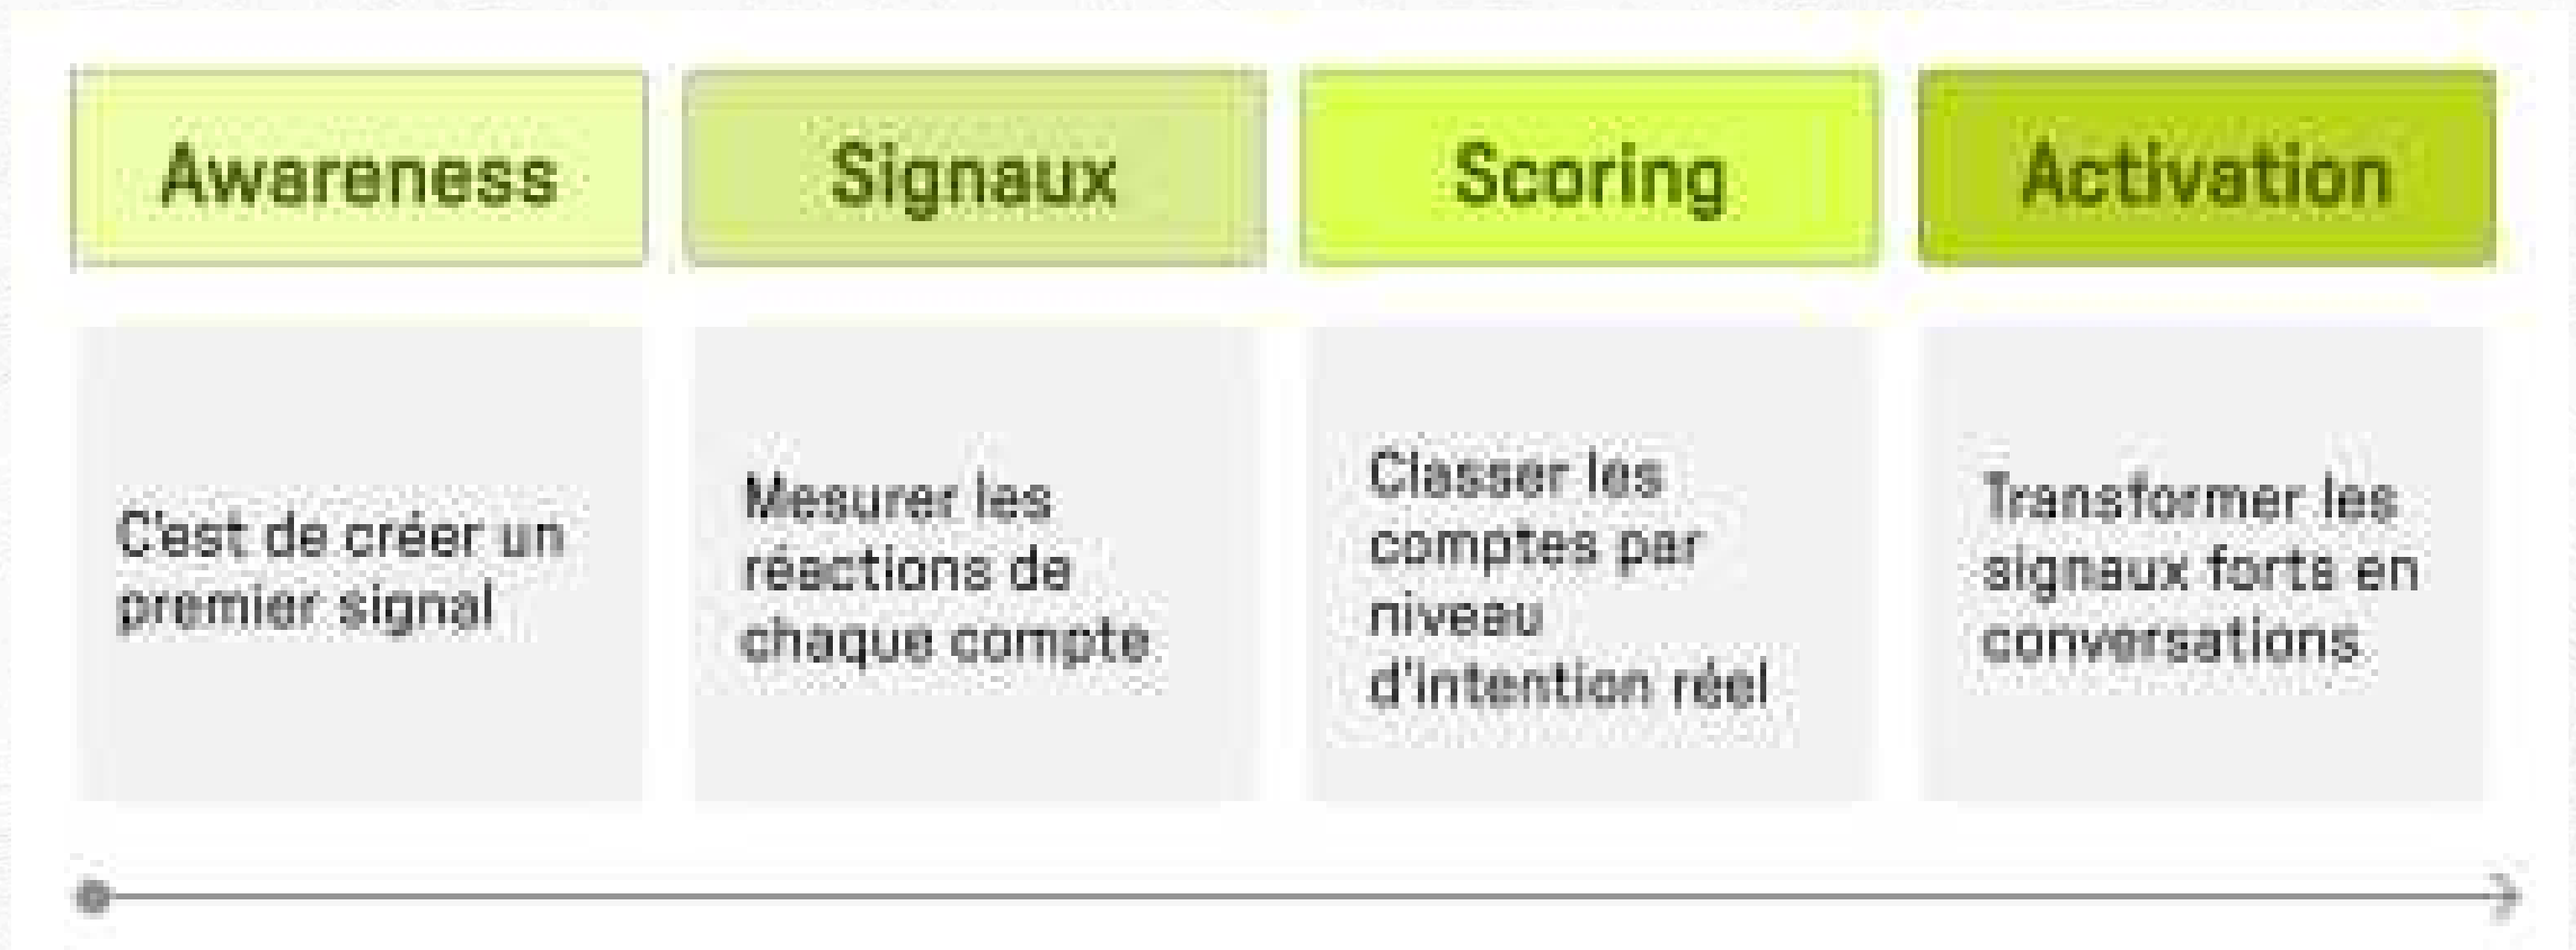 Awareness
Signaux
Scoring
Activation
C'est de créer un
premier signal
Mesurer les
réactions de
chaque compte
Classer les
comptes par
niveau
d'intention réel
Transformer les
signaux forts en
conversations